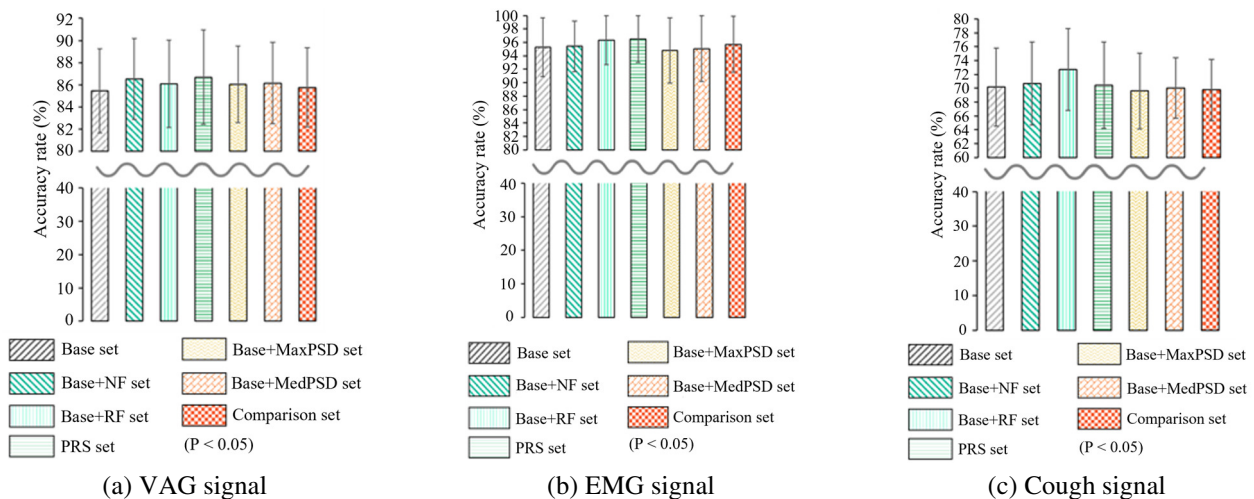 92
90
88
86
84
82
80
40
30
20
10
0
Accuracy rate (%)
Base set
Base+NF set
Base+RF set
PRS set
Base+MaxPSD set
Base+MedPSD set
Comparison set
(P < 0.05)
(a) VAG signal
100
98
96
94
92
90
88
86
84
82
80
40
30
20
10
0
Accuracy rate (%)
Base set
Base+NF set
Base+RF set
PRS set
Base+MaxPSD set
Base+MedPSD set
Comparison set
(P < 0.05)
(b) EMG signal
80
78
76
74
72
70
68
66
64
62
60
40
30
20
10
0
Accuracy rate (%)
Base set
Base+NF set
Base+RF set
PRS set
Base+MaxPSD set
Base+MedPSD set
Comparison set
(P < 0.05)
(c) Cough signal